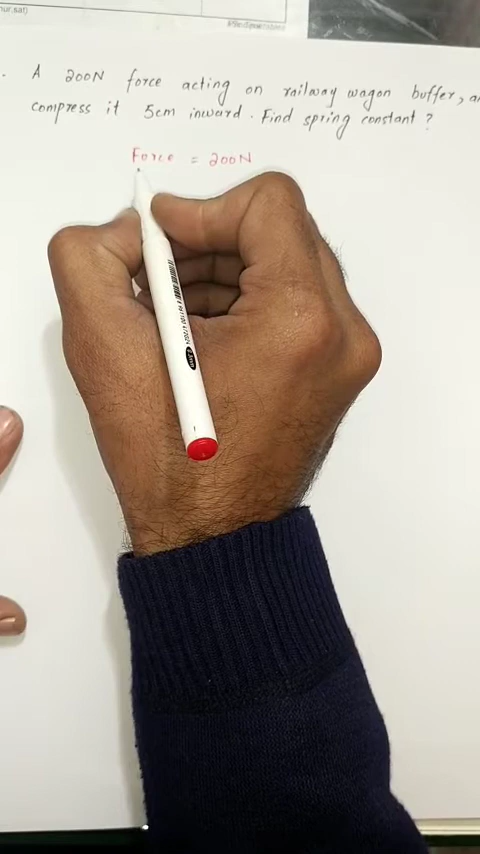 A 200N force acting on railway wagon buffer,
compress it 5cm inward. Find spring constant ?
Force = 200N